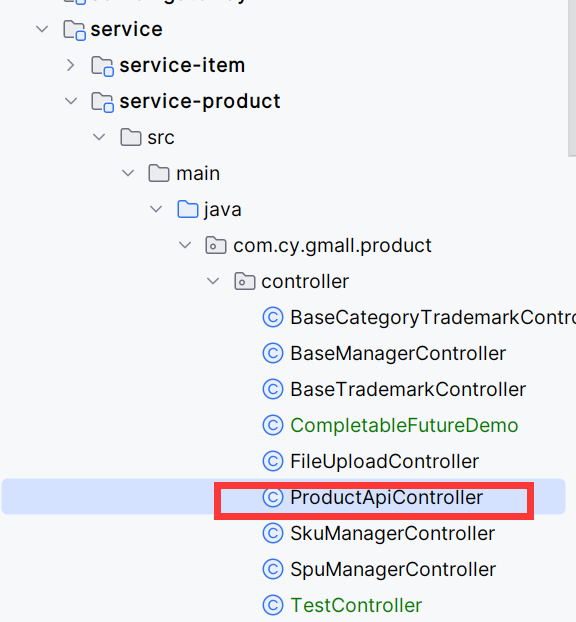 service
service-item
service-product
src
main
java
com.cy.gmall.product
controller
BaseCategoryTrademarkContro
BaseManagerController
BaseTrademarkController
CompletableFutureDemo
FileUploadController
ProductApiController
SkuManagerController
SpuManagerController
TestController